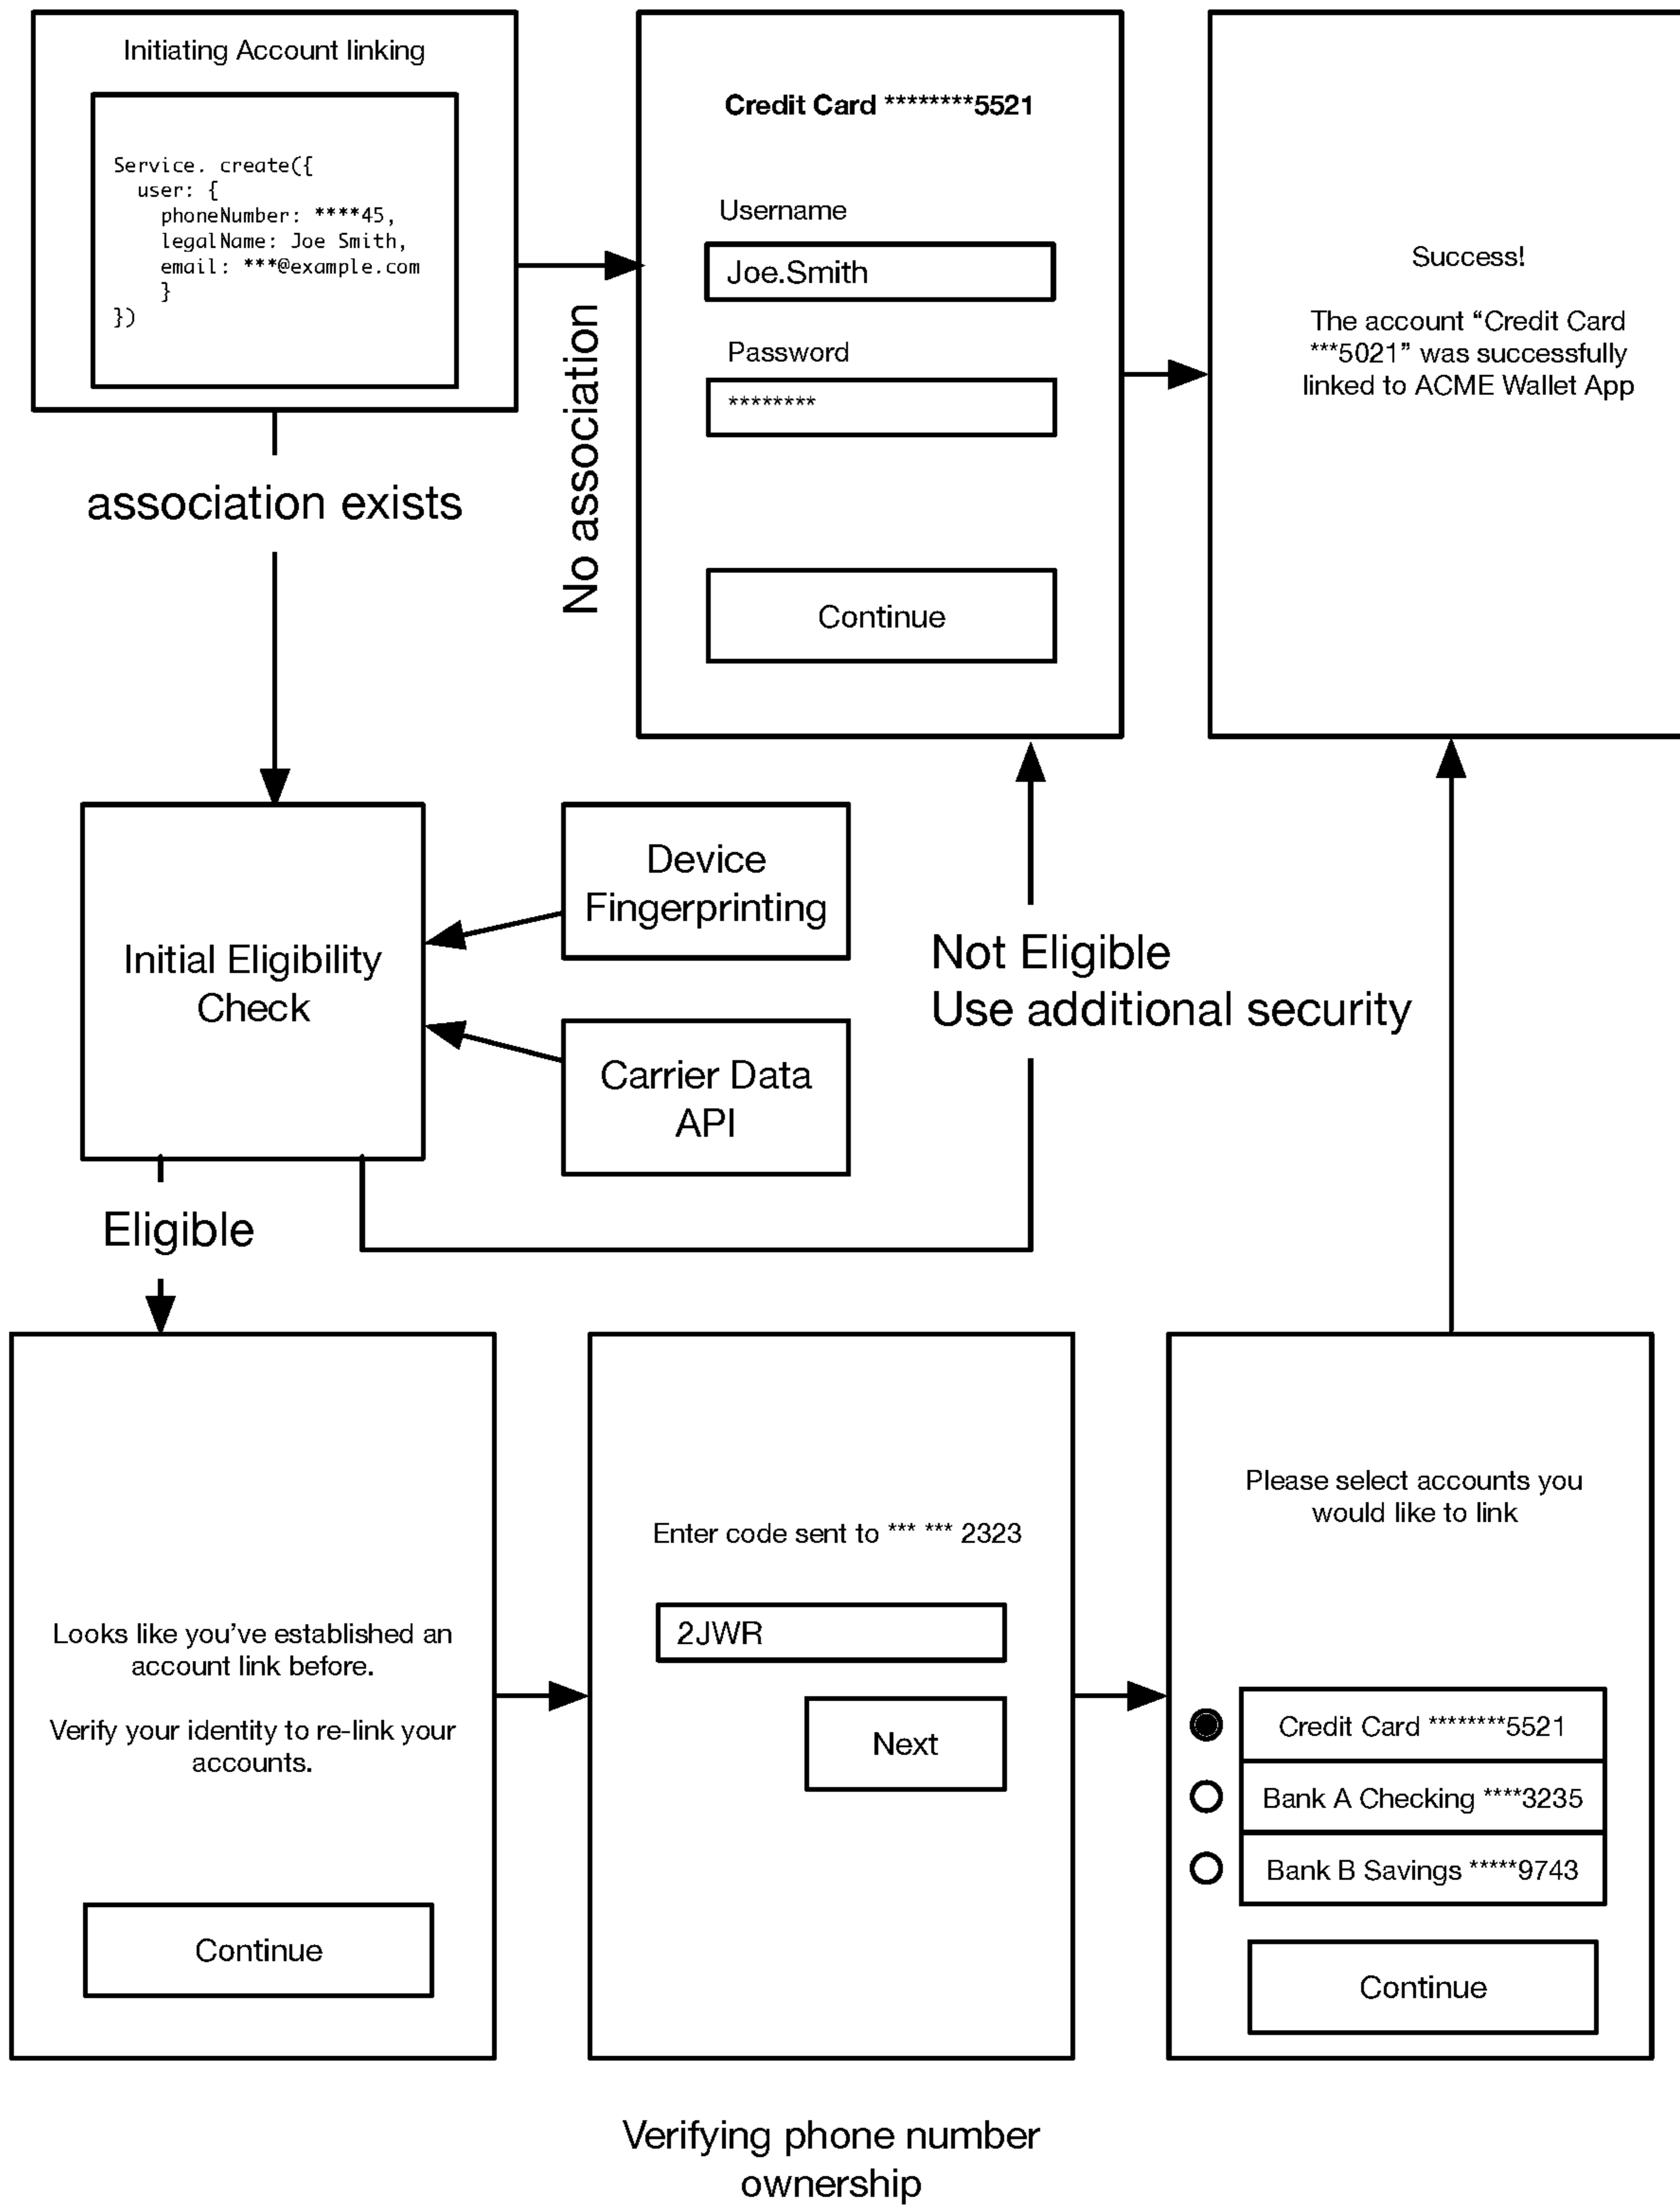 Initiating Account linking
Service. create({
user: {
phoneNumber: ****45,
legalName: Joe Smith,
email: ***@example.com
}
})
association exists
No association
Credit Card ********5521
Username
Joe.Smith
Password
********
Continue
Success!
The account “Credit Card
***5021” was successfully
linked to ACME Wallet App
Initial Eligibility
Check
Device
Fingerprinting
Carrier Data
API
Not Eligible
Use additional security
Eligible
Looks like you’ve established an
account link before.
Verify your identity to re-link your
accounts.
Continue
Enter code sent to *** *** 2323
2JWR
Next
Verifying phone number
ownership
Please select accounts you
would like to link
Credit Card ********5521
Bank A Checking ****3235
Bank B Savings *****9743
Continue